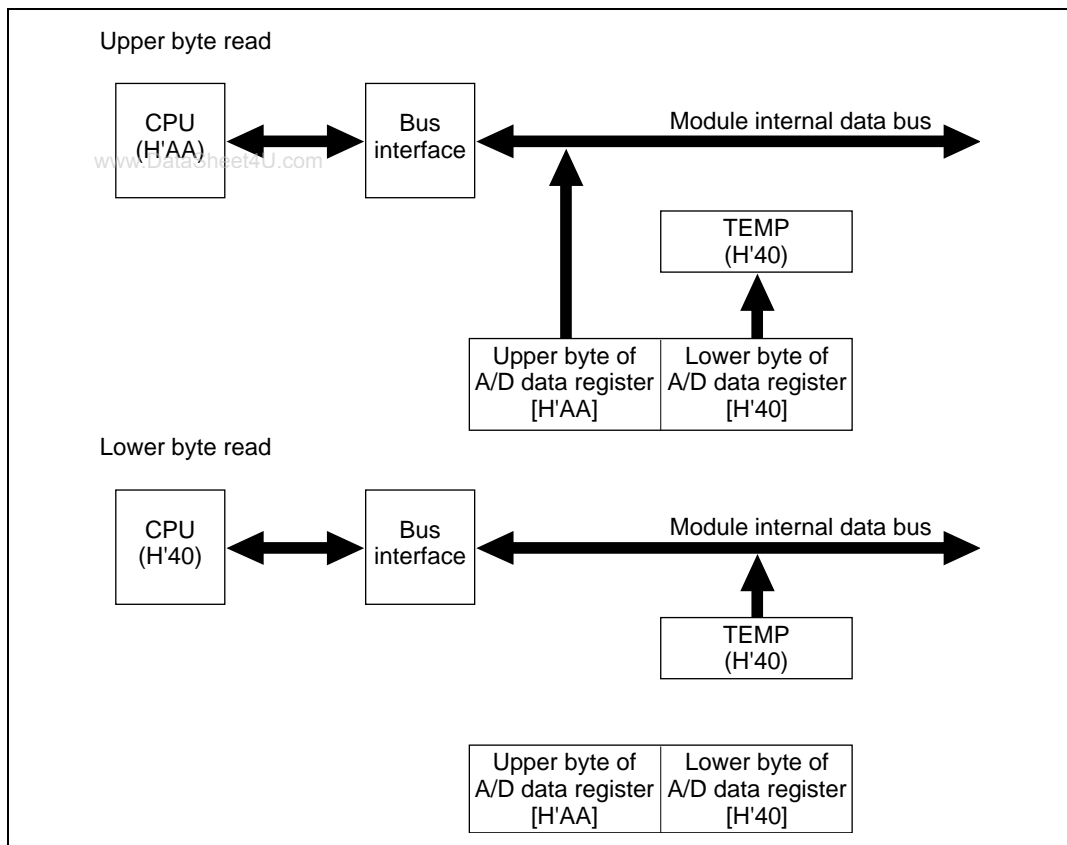 Upper byte read
CPU
(H'AA)
Bus
interface
Module internal data bus
www.DataSheet4U.com
TEMP
(H'40)
Upper byte of
A/D data register
[H'AA]
Lower byte of
A/D data register
[H'40]
Lower byte read
CPU
(H'40)
Bus
interface
Module internal data bus
TEMP
(H'40)
Upper byte of
A/D data register
[H'AA]
Lower byte of
A/D data register
[H'40]